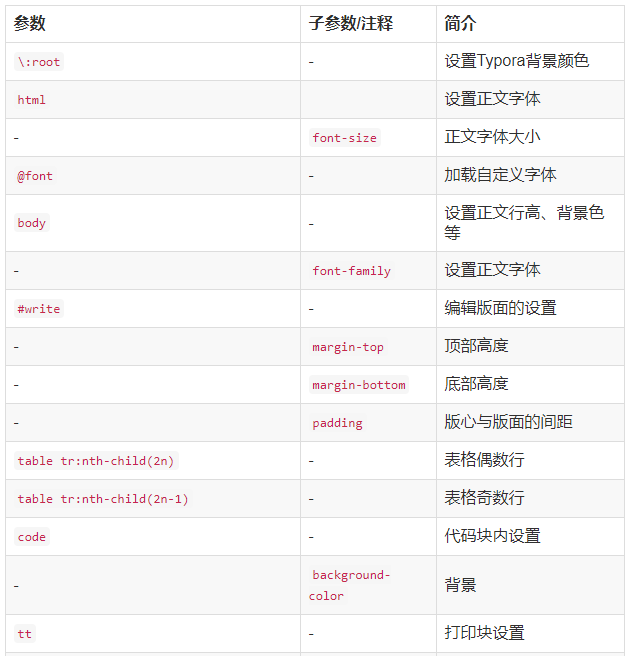 参数 子参数/注释 简介
\:root - 设置Typora背景颜色
html 设置正文字体
- font-size 正文字体大小
@font - 加载自定义字体
body - 设置正文行高、背景色
等
- font-family 设置正文字体
#write - 编辑版面的设置
- margin-top 顶部高度
- margin-bottom 底部高度
- padding 版心与版面的间距
table tr:nth-child(2n) - 表格偶数行
table tr:nth-child(2n-1) - 表格奇数行
code - 代码块内设置
- background- 背景
color
tt - 打印块设置